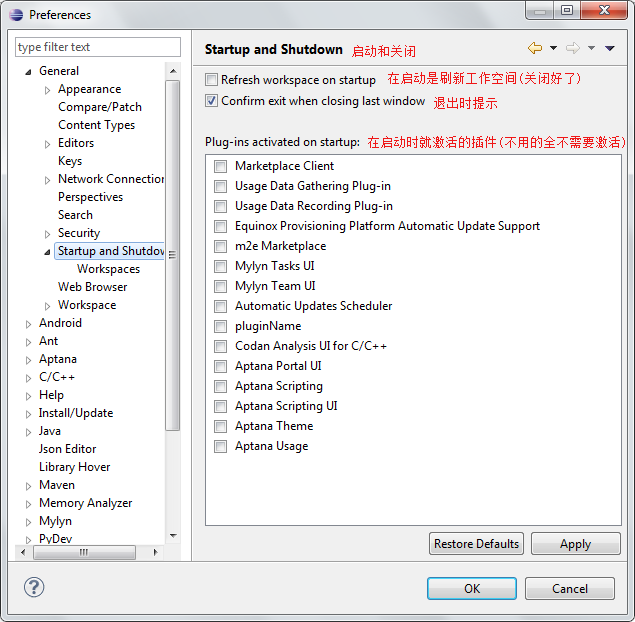 Preferences
type filter text
General
Appearance
Compare/Patch
Content Types
Editors
Keys
Network Connection
Perspectives
Search
Security
Startup and Shutdow
Workspaces
Web Browser
Workspace
Android
Ant
Aptana
C/C++
Help
Install/Update
Java
Json Editor
Library Hover
Maven
Memory Analyzer
Mylyn
PyDev
Startup and Shutdown 启动和关闭
Refresh workspace on startup 在启动是刷新工作空间(关闭好了)
Confirm exit when closing last window 退出时提示
Plug-ins activated on startup: 在启动时就激活的插件(不用的全不需要激活)
Marketplace Client
Usage Data Gathering Plug-in
Usage Data Recording Plug-in
Equinox Provisioning Platform Automatic Update Support
m2e Marketplace
Mylyn Tasks UI
Mylyn Team UI
Automatic Updates Scheduler
pluginName
Codan Analysis UI for C/C++
Aptana Portal UI
Aptana Scripting
Aptana Scripting UI
Aptana Theme
Aptana Usage
Restore Defaults Apply
? OK Cancel